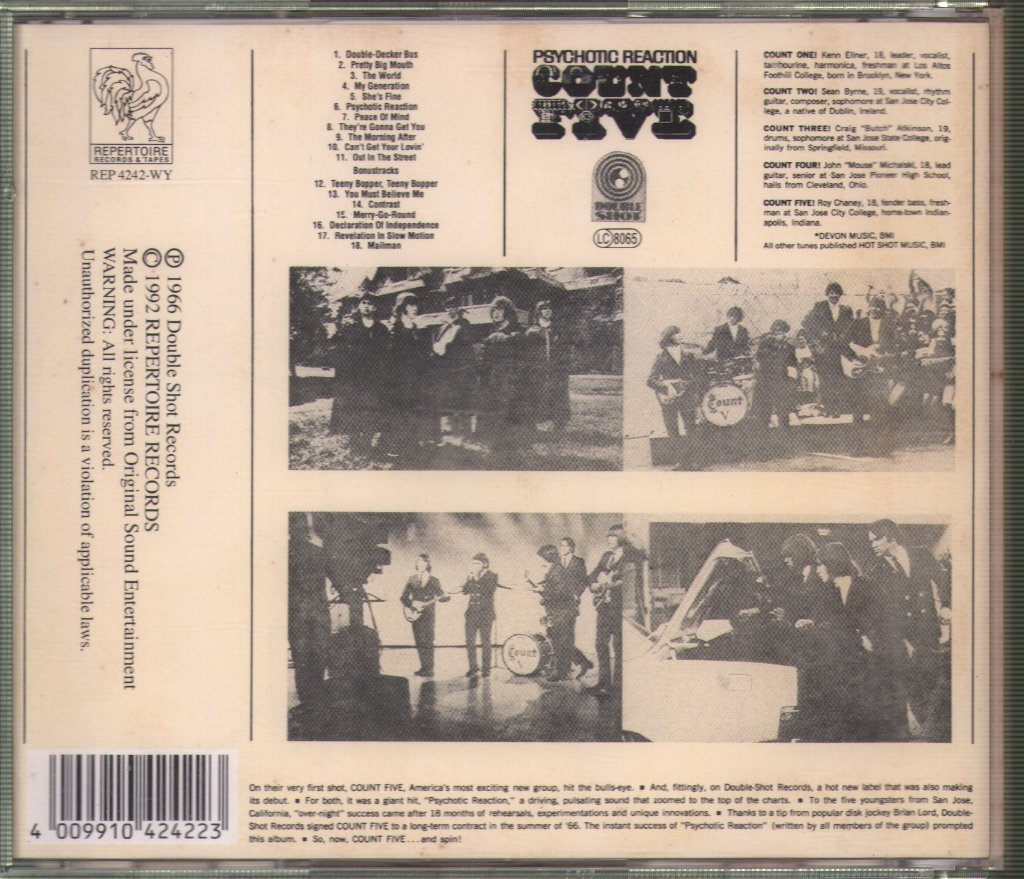 REPERTOIRE
RECORDS & TAPES
REP 4242-WY
1. Double-Decker Bus
2. Pretty Big Mouth
3. The World
4. My Generation
5. She's Fine
6. Psychotic Reaction
7. Peace Of Mind
8. They're Gonna Get You
9. The Morning After
10. Can't Get Your Lovin'
11. Out In The Street
Bonustracks
12. Teeny Bopper, Teeny Bopper
13. You Must Believe Me
14. Contrast
15. Merry-Go-Round
16. Declaration Of Independence
17. Revelation In Slow Motion
18. Mailman
PSYCHOTIC REACTION
COUNT
FIVE
DOUBLE
SHOT
LC 8065
COUNT ONE! Kenn Ellner, 18, leader, vocalist,
tambourine, harmonica, freshman at Los Altos
Foothill College, born in Brooklyn, New York.
COUNT TWO! Sean Byrne, 19, vocalist, rhythm
guitar, composer, sophomore at San Jose City Col-
lege, a native of Dublin, Ireland.
COUNT THREE! Craig "Butch" Atkinson, 19,
drums, sophomore at San Jose State College, orig-
inally from Springfield, Missouri.
COUNT FOUR! John "Mouse" Michalski, 18, lead
guitar, senior at San Jose Pioneer High School,
hails from Cleveland, Ohio.
COUNT FIVE! Roy Chaney, 18, fender bass, fresh-
man at San Jose City College, home-town Indian-
apolis, Indiana.
*DEVON MUSIC, BMI
All other tunes published HOT SHOT MUSIC, BMI
℗ 1966 Double Shot Records
© 1992 REPERTOIRE RECORDS
Made under license from Original Sound Entertainment
WARNING: All rights reserved.
Unauthorized duplication is a violation of applicable laws.
Count
V
Count
V
4 009910 424223
On their very first shot, COUNT FIVE, America's most exciting new group, hit the bulls-eye. ■ And, fittingly, on Double-Shot Records, a hot new label that was also making
its debut. ■ For both, it was a giant hit, "Psychotic Reaction," a driving, pulsating sound that zoomed to the top of the charts. ■ To the five youngsters from San Jose,
California, "over-night" success came after 18 months of rehearsals, experimentations and unique innovations. ■ Thanks to a tip from popular disk jockey Brian Lord, Double-
Shot Records signed COUNT FIVE to a long-term contract in the summer of '66. The instant success of "Psychotic Reaction" (written by all members of the group) prompted
this album. ■ So, now, COUNT FIVE...and spin!